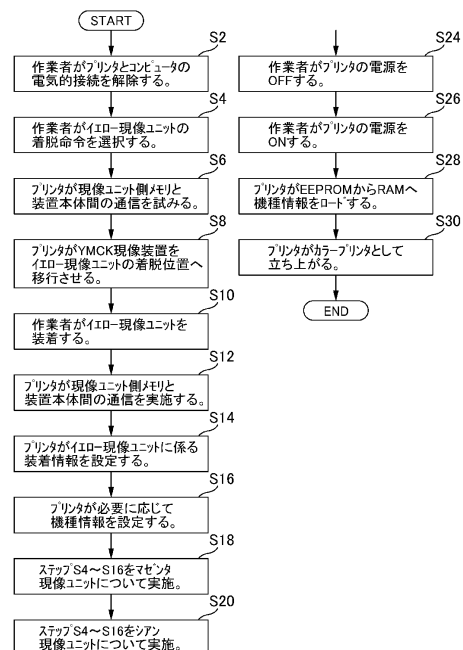 START
S2
作業者がプリンタとコンピュータの
電気的接続を解除する。
S4
作業者がイエロー現像ユニットの
着脱命令を選択する。
S6
プリンタが現像ユニット側メモリと
装置本体間の通信を試みる。
S8
プリンタがYMCK現像装置を
イエロー現像ユニットの着脱位置へ
移行させる。
S10
作業者がイエロー現像ユニットを
装着する。
S12
プリンタが現像ユニット側メモリと
装置本体間の通信を実施する。
S14
プリンタがイエロー現像ユニットに係る
装着情報を設定する。
S16
プリンタが必要に応じて
機種情報を設定する。
S18
ステップS4～S16をマゼンタ
現像ユニットについて実施。
S20
ステップS4～S16をシアン
現像ユニットについて実施。
S24
作業者がプリンタの電源を
OFFする。
S26
作業者がプリンタの電源を
ONする。
S28
プリンタがEEPROMからRAMへ
機種情報をロードする。
S30
プリンタがカラープリンタとして
立ち上がる。
END